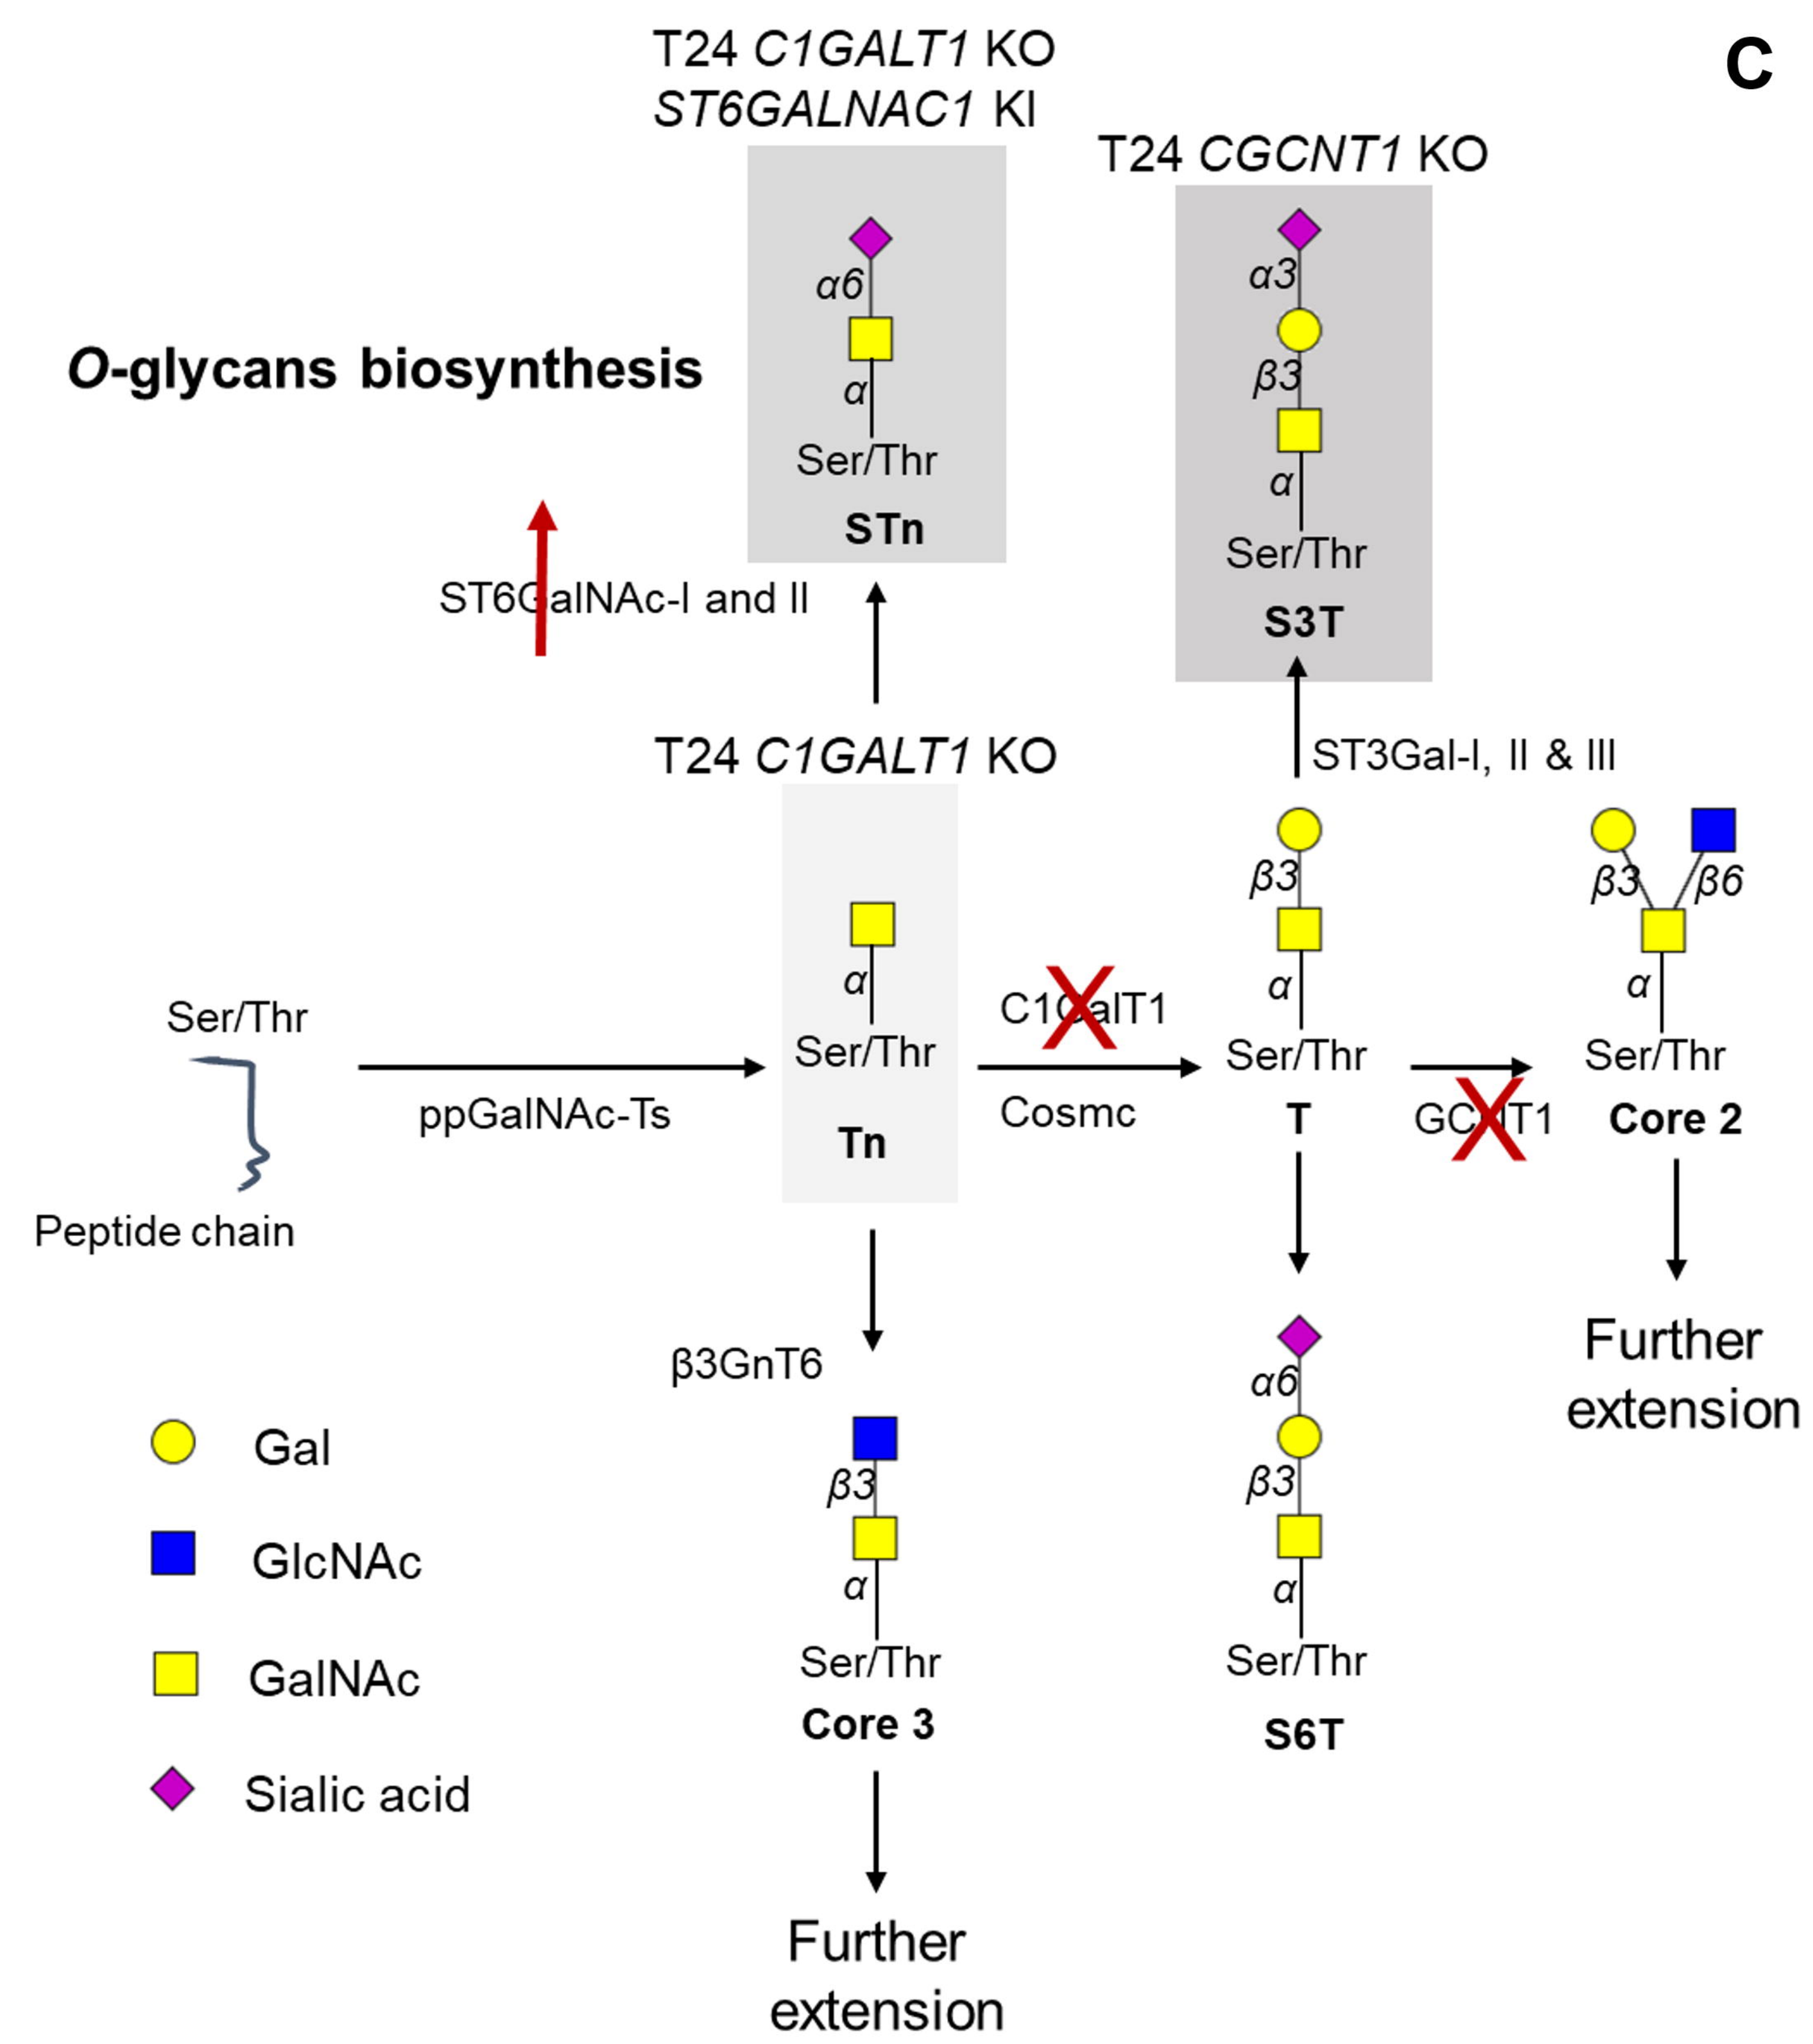 T24 C1GALT1 KO
ST6GALNAC1 KI
C
T24 CGCNT1 KO
α6
α3
O-glycans biosynthesis
β3
α
Ser/Thr
STn
α
Ser/Thr
S3T
ST6GalNAc-I and II
T24 C1GALT1 KO
ST3Gal-I, II & III
β3
β3
β6
α
α
α
Ser/Thr
C1GalT1
Ser/Thr
Ser/Thr
Ser/Thr
ppGalNAc-Ts
Cosmc
Tn
T
GCNT1
Core 2
Peptide chain
β3GnT6
Further
extension
α6
Gal
β3
β3
GlcNAc
α
α
GalNAc
Ser/Thr
Ser/Thr
Core 3
S6T
Sialic acid
Further
extension